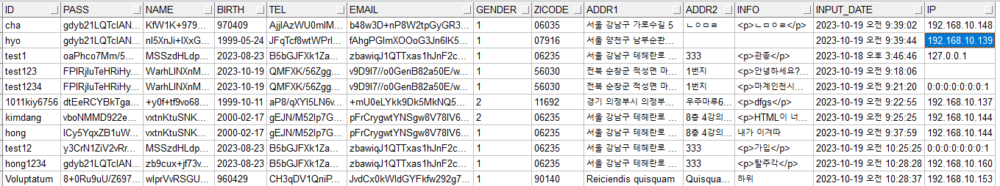 ID PASS NAME BIRTH TEL EMAIL GENDER ZICODE ADDR1 ADDR2 INFO INPUT_DATE IP
cha gdyb21LQTcIAN... KfW1K+979... 970409 AjjlAzWU0mlM... b48w3D+nP8W2tpGyGR3... 1 06035 서울 강남구 가로수길 5 ㄴㅇㅁㄹ <p>ㄴㅁㅇㄹ</p> 2023-10-19 오전 9:39:02 192.168.10.148
hyo gdyb21LQTcIAN... nI5XnJi+IXxG... 1999-05-24 JFqTcf8wtWPrI... fAhgPGlmXOOoG3Jn6lK5... 1 07916 서울 양천구 남부순환... 2023-10-19 오전 9:39:44 192.168.10.139
test1 oaPhco7Mm/5... MSSzHLdp... 2023-08-23 B5bGJFXk1Za... zbawiqJ1QTTxas1hJnF2c... 1 06235 서울 강남구 테헤란로 ... 333 <p>관종</p> 2023-10-18 오후 3:46:46 127.0.0.1
test123 FPlRjluTeHRiHy... WarhLINXnM... 2023-10-19 QMFXK/56Zgg... v9D9l7//o0GenB82a50E/w... 1 56030 전북 순창군 적성면 마... 1번지 <p>안녕하세요?... 2023-10-19 오전 9:18:06
test1234 FPlRjluTeHRiHy... WarhLINXnM... 2023-10-19 QMFXK/56Zgg... v9D9l7//o0GenB82a50E/w... 1 56030 전북 순창군 적성면 마... 1번지 <p>마계인천시... 2023-10-19 오전 9:21:20 0:0:0:0:0:0:0:1
1011kiy6756 dtEeRCYBkTga... +y0f+tf9vo68... 1999-10-11 aP8/qXYI5LN6v... +mU0eLYkk9Dk5MkNQ5... 2 11692 경기 의정부시 의정부... 우주마루6... <p>dfgs</p> 2023-10-19 오전 9:22:55 192.168.10.137
kimdang vboNMMD922e... vxtnKtuSNK... 2000-02-17 gEJN/M52lp7G... pFrCrygwtYNSgw8V78lV6... 2 06235 서울 강남구 테헤란로 ... 8층 4강의... <p>HTML이 너... 2023-10-19 오전 9:25:25 192.168.10.144
hong ICy5YqxZB1uW... vxtnKtuSNK... 2000-02-17 gEJN/M52lp7G... pFrCrygwtYNSgw8V78lV6... 1 06235 서울 강남구 테헤란로 ... 8층 4강의... 내가 이겨따 2023-10-19 오전 9:37:59 192.168.10.144
test12 y3CrN1ZiV2vRr... MSSzHLdp... 2023-08-23 B5bGJFXk1Za... zbawiqJ1QTTxas1hJnF2c... 1 06235 서울 강남구 테헤란로 ... 333 <p>가입</p> 2023-10-19 오전 10:25:25 0:0:0:0:0:0:0:1
hong1234 gdyb21LQTcIAN... zb9cux+jf73v... 2023-08-23 B5bGJFXk1Za... zbawiqJ1QTTxas1hJnF2c... 1 06235 서울 강남구 테헤란로 ... 333 <p>탈주각</p> 2023-10-19 오전 10:28:28 192.168.10.160
Voluptatum 8+0Ru9uU/Z697... wlprVvRSGU... 960429 CH3qDV1QniP... JvdCx0kWldGYFkfw292g7... 1 90140 Reiciendis quisquam Quisqua... 하위 2023-10-19 오전 10:28:37 192.168.10.153